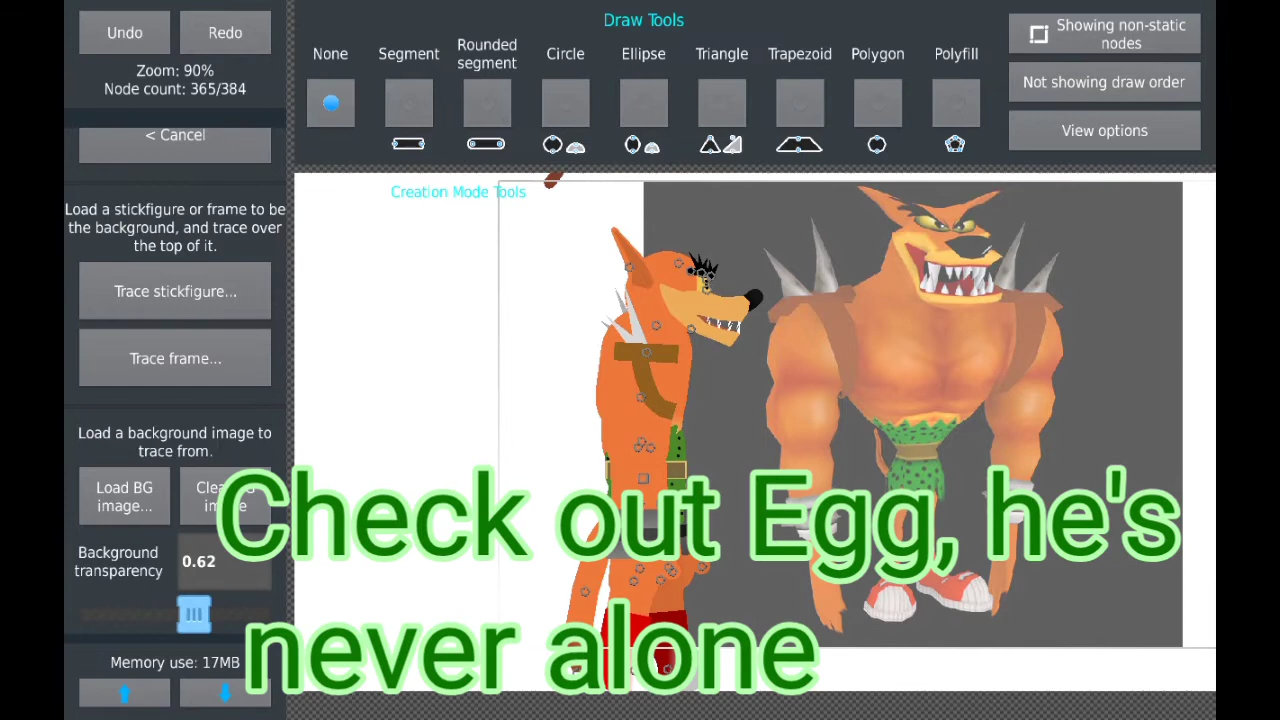 Undo
Redo
Zoom: 90%
Node count: 365/384
< Cancel
Load a stickfigure or frame to be
the background, and trace over
the top of it.
Trace stickfigure...
Trace frame...
Load a background image to
trace from.
Load BG
image...
Background
transparency
0.62
Memory use: 17MB
Draw Tools
None
Segment
Rounded
segment
Circle
Ellipse
Triangle
Trapezoid
Polygon
Polyfill
Showing non-static
nodes
Not showing draw order
View options
Creation Mode Tools
Check out Egg, he's
never alone